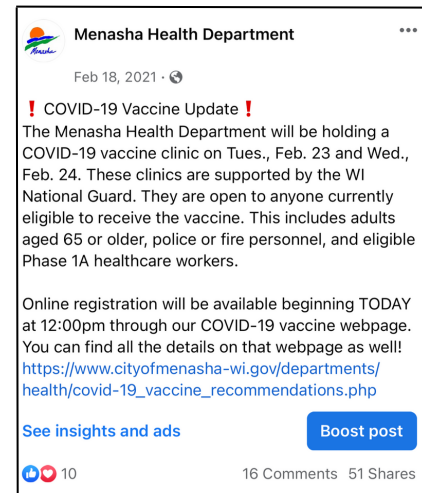 Menasha Health Department
Menasha
Feb 18, 2021 ·
❗ COVID-19 Vaccine Update ❗
The Menasha Health Department will be holding a
COVID-19 vaccine clinic on Tues., Feb. 23 and Wed.,
Feb. 24. These clinics are supported by the WI
National Guard. They are open to anyone currently
eligible to receive the vaccine. This includes adults
aged 65 or older, police or fire personnel, and eligible
Phase 1A healthcare workers.
Online registration will be available beginning TODAY
at 12:00pm through our COVID-19 vaccine webpage.
You can find all the details on that webpage as well!
https://www.cityofmenasha-wi.gov/departments/
health/covid-19_vaccine_recommendations.php
See insights and ads
Boost post
10
16 Comments 51 Shares